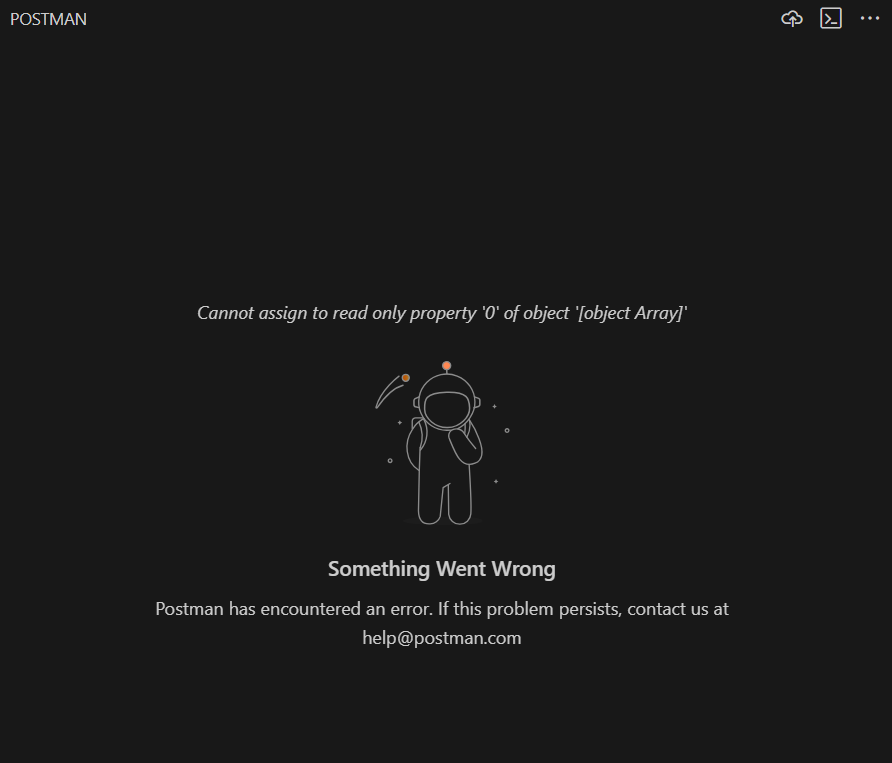 POSTMAN
Cannot assign to read only property '0' of object '[object Array]'
Something Went Wrong
Postman has encountered an error. If this problem persists, contact us at
help@postman.com